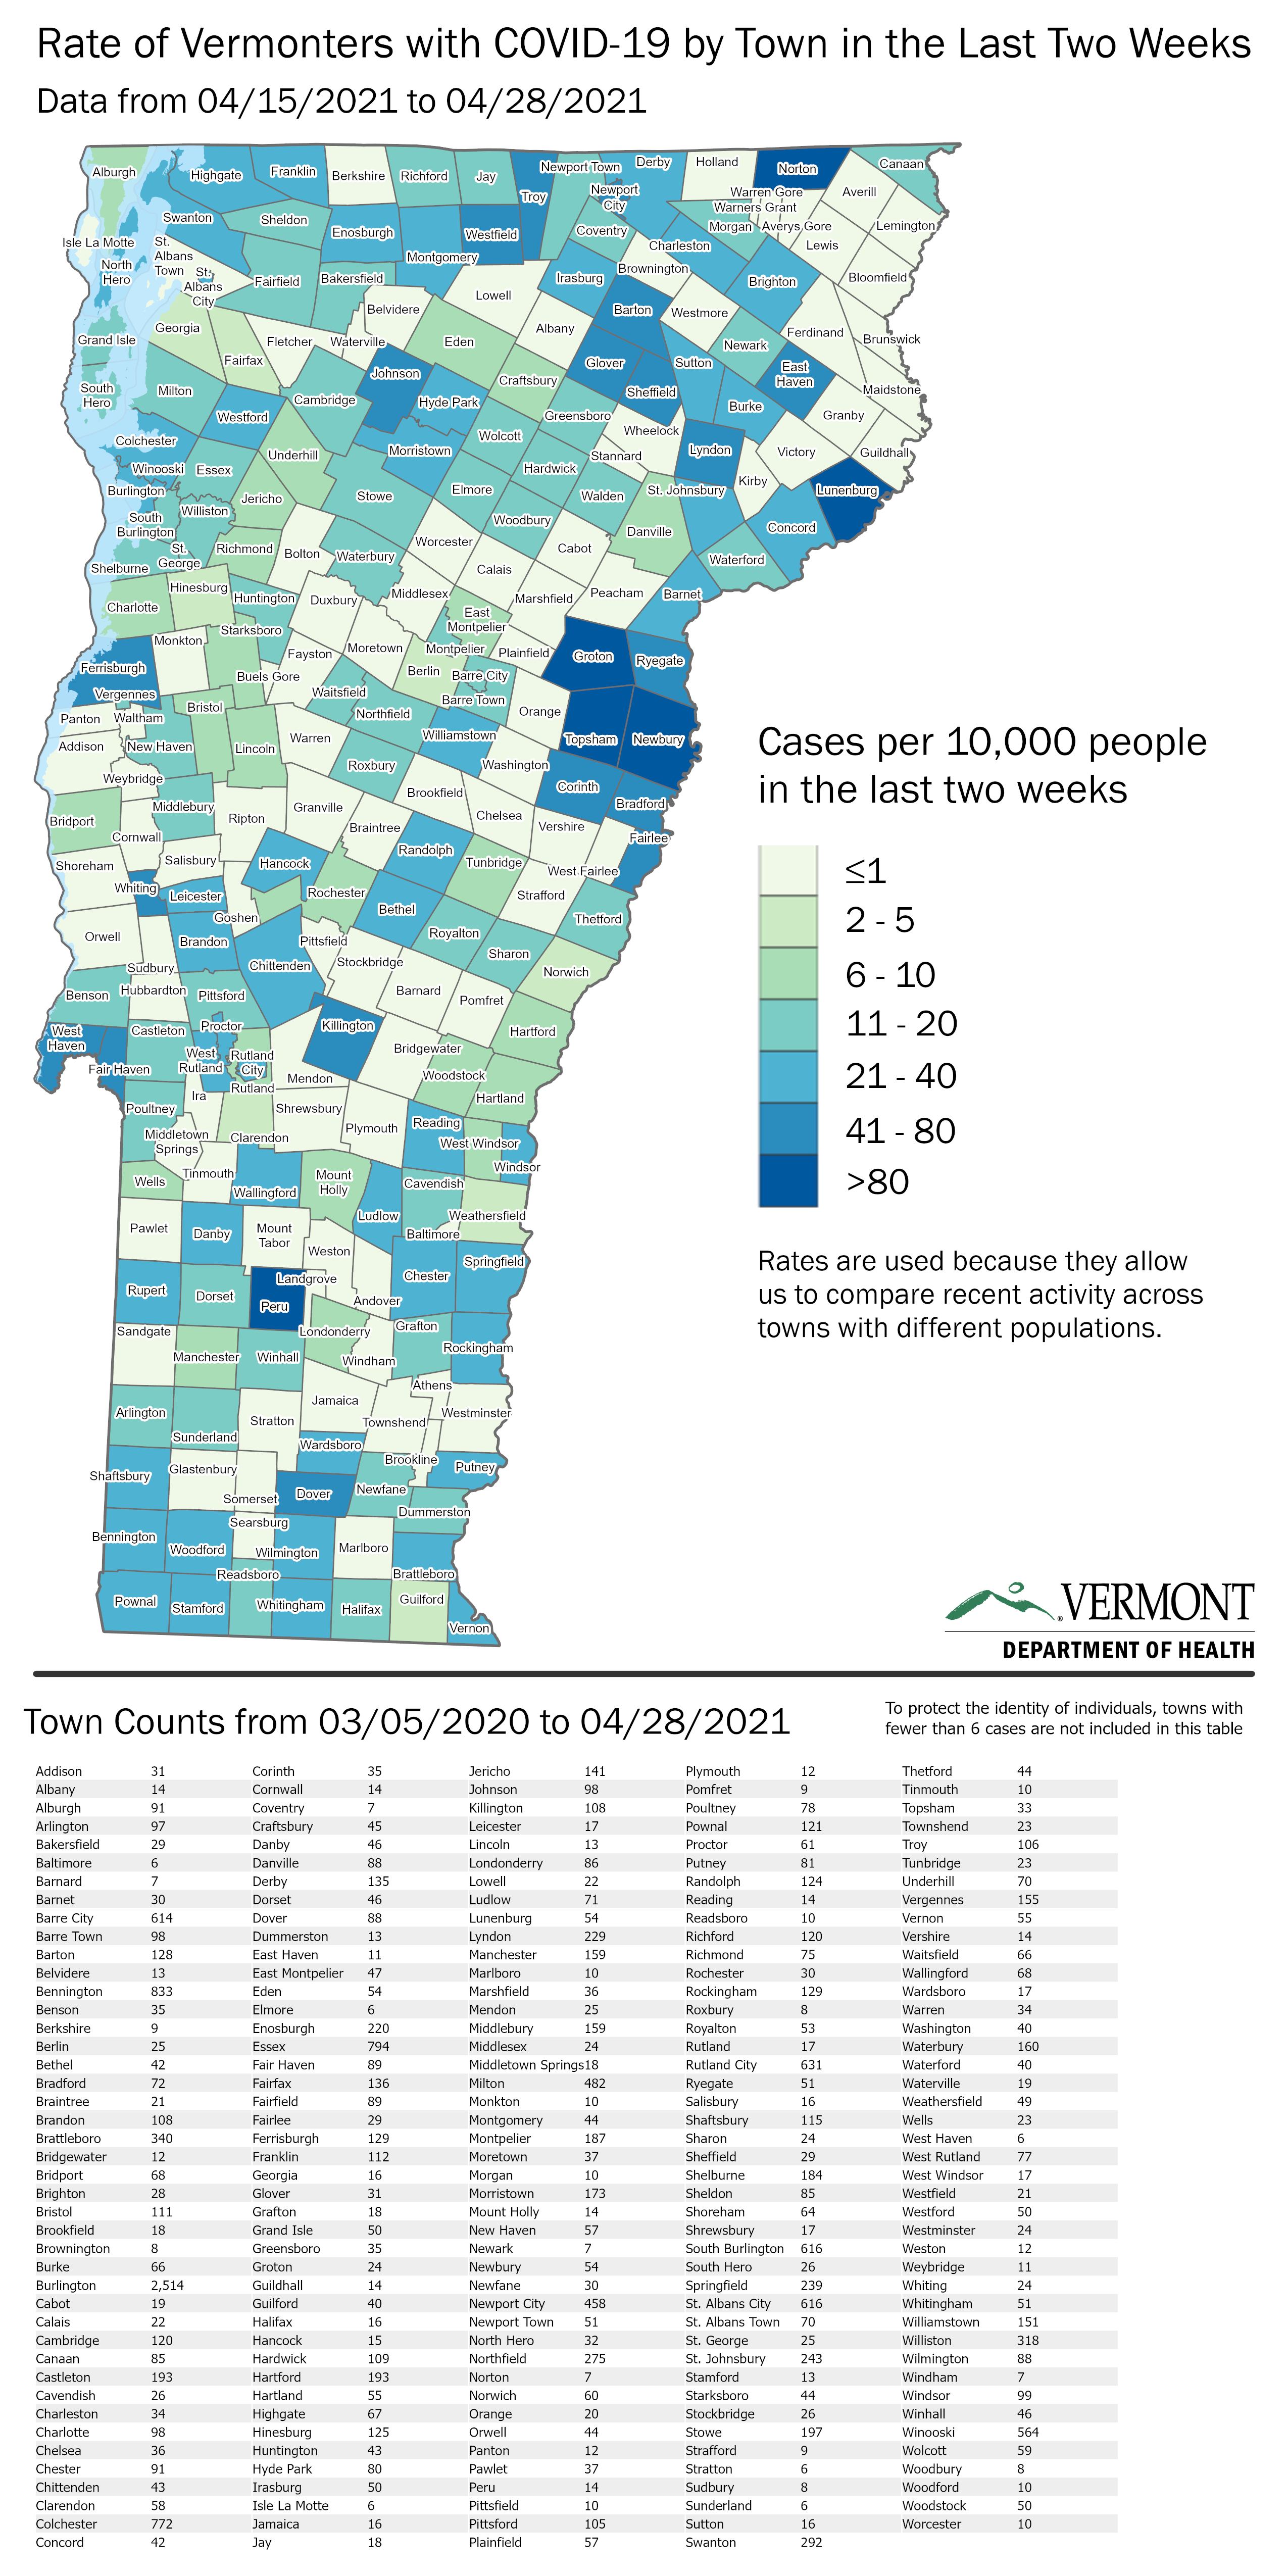 Rate of Vermonters with COVID-19 by Town in the Last Two Weeks
Data from 04/15/2021 to 04/28/2021
Alburgh
Highgate
Franklin
Berkshire
Richford
Jay
Troy
Newport Town
Derby
Holland
Norton
Canaan
Newport
City
Warren Gore
Averill
Warners Grant
Swanton
Sheldon
Enosburgh
Westfield
Montgomery
Coventry
Charleston
Morgan
Averys Gore
Lewis
Lemington
Isle La Motte
North
Hero
St.
Albans
Town
St.
Albans
City
Fairfield
Bakersfield
Irasburg
Brownington
Brighton
Bloomfield
Lowell
Belvidere
Barton
Westmore
Ferdinand
Brunswick
Georgia
Grand Isle
Fairfax
Fletcher
Waterville
Eden
Albany
Newark
Glover
Sutton
East
Haven
Maidstone
South
Hero
Milton
Johnson
Cambridge
Hyde Park
Craftsbury
Sheffield
Burke
Granby
Westford
Greensboro
Wheelock
Colchester
Underhill
Morristown
Wolcott
Stannard
Lyndon
Victory
Guildhall
Winooski
Essex
Hardwick
Kirby
Burlington
Jericho
Stowe
Elmore
Walden
St. Johnsbury
Lunenburg
South
Burlington
Williston
Woodbury
Danville
Concord
St.
George
Richmond
Bolton
Waterbury
Worcester
Cabot
Waterford
Shelburne
Calais
Hinesburg
Huntington
Duxbury
Middlesex
Marshfield
Peacham
Barnet
Charlotte
East
Montpelier
Starksboro
Monkton
Fayston
Moretown
Montpelier
Plainfield
Groton
Ryegate
Ferrisburgh
Buels Gore
Berlin
Barre City
Vergennes
Waitsfield
Barre Town
Bristol
Northfield
Orange
Panton
Waltham
Addison
New Haven
Lincoln
Warren
Williamstown
Topsham
Newbury
Roxbury
Washington
Weybridge
Corinth
Brookfield
Bradford
Middlebury
Ripton
Granville
Bridport
Chelsea
Braintree
Vershire
Cornwall
Fairlee
Shoreham
Salisbury
Hancock
Randolph
Tunbridge
West Fairlee
Whiting
Leicester
Rochester
Strafford
Goshen
Bethel
Thetford
Orwell
Brandon
Pittsfield
Royalton
Sharon
Sudbury
Chittenden
Stockbridge
Norwich
Benson
Hubbardton
Pittsford
Barnard
Pomfret
West
Haven
Castleton
Proctor
Killington
Hartford
West
Rutland
Rutland
City
Bridgewater
Fair Haven
Mendon
Woodstock
Rutland
Ira
Hartland
Poultney
Shrewsbury
Plymouth
Reading
Middletown
Springs
Clarendon
West Windsor
Windsor
Wells
Tinmouth
Wallingford
Mount
Holly
Cavendish
Pawlet
Danby
Mount
Tabor
Ludlow
Weathersfield
Baltimore
Weston
Springfield
Rupert
Dorset
Landgrove
Peru
Chester
Andover
Sandgate
Londonderry
Grafton
Manchester
Winhall
Windham
Rockingham
Athens
Jamaica
Arlington
Stratton
Townshend
Westminster
Sunderland
Wardsboro
Shaftsbury
Glastenbury
Brookline
Putney
Somerset
Dover
Newfane
Dummerston
Searsburg
Bennington
Woodford
Wilmington
Marlboro
Readsboro
Brattleboro
Pownal
Stamford
Whitingham
Halifax
Guilford
Vernon
Cases per 10,000 people
in the last two weeks
≤1
2 - 5
6 - 10
11 - 20
21 - 40
41 - 80
>80
Rates are used because they allow
us to compare recent activity across
towns with different populations.
VERMONT
DEPARTMENT OF HEALTH
Town Counts from 03/05/2020 to 04/28/2021
To protect the identity of individuals, towns with
fewer than 6 cases are not included in this table
Addison 31 Corinth 35 Jericho 141 Plymouth 12 Thetford 44
Albany 14 Cornwall 14 Johnson 98 Pomfret 9 Tinmouth 10
Alburgh 91 Coventry 7 Killington 108 Poultney 78 Topsham 33
Arlington 97 Craftsbury 45 Leicester 17 Pownal 121 Townshend 23
Bakersfield 29 Danby 46 Lincoln 13 Proctor 61 Troy 106
Baltimore 6 Danville 88 Londonderry 86 Putney 81 Tunbridge 23
Barnard 7 Derby 135 Lowell 22 Randolph 124 Underhill 70
Barnet 30 Dorset 46 Ludlow 71 Reading 14 Vergennes 155
Barre City 614 Dover 88 Lunenburg 54 Readsboro 10 Vernon 55
Barre Town 98 Dummerston 13 Lyndon 229 Richford 120 Vershire 14
Barton 128 East Haven 11 Manchester 159 Richmond 75 Waitsfield 66
Belvidere 13 East Montpelier 47 Marlboro 10 Rochester 30 Wallingford 68
Bennington 833 Eden 54 Marshfield 36 Rockingham 129 Wardsboro 17
Benson 35 Elmore 6 Mendon 25 Roxbury 8 Warren 34
Berkshire 9 Enosburgh 220 Middlebury 159 Royalton 53 Washington 40
Berlin 25 Essex 794 Middlesex 24 Rutland 17 Waterbury 160
Bethel 42 Fair Haven 89 Middletown Springs18 Rutland City 631 Waterford 40
Bradford 72 Fairfax 136 Milton 482 Ryegate 51 Waterville 19
Braintree 21 Fairfield 89 Monkton 10 Salisbury 16 Weathersfield 49
Brandon 108 Fairlee 29 Montgomery 44 Shaftsbury 115 Wells 23
Brattleboro 340 Ferrisburgh 129 Montpelier 187 Sharon 24 West Haven 6
Bridgewater 12 Franklin 112 Moretown 37 Sheffield 29 West Rutland 77
Bridport 68 Georgia 16 Morgan 10 Shelburne 184 West Windsor 17
Brighton 28 Glover 31 Morristown 173 Sheldon 85 Westfield 21
Bristol 111 Grafton 18 Mount Holly 14 Shoreham 64 Westford 50
Brookfield 18 Grand Isle 50 New Haven 57 Shrewsbury 17 Westminster 24
Brownington 8 Greensboro 35 Newark 7 South Burlington 616 Weston 12
Burke 66 Groton 24 Newbury 54 South Hero 26 Weybridge 11
Burlington 2,514 Guildhall 14 Newfane 30 Springfield 239 Whiting 24
Cabot 19 Guilford 40 Newport City 458 St. Albans City 616 Whitingham 51
Calais 22 Halifax 16 Newport Town 51 St. Albans Town 70 Williamstown 151
Cambridge 120 Hancock 15 North Hero 32 St. George 25 Williston 318
Canaan 85 Hardwick 109 Northfield 275 St. Johnsbury 243 Wilmington 88
Castleton 193 Hartford 193 Norton 7 Stamford 13 Windham 7
Cavendish 26 Hartland 55 Norwich 60 Starksboro 44 Windsor 99
Charleston 34 Highgate 67 Orange 20 Stockbridge 26 Winhall 46
Charlotte 98 Hinesburg 125 Orwell 44 Stowe 197 Winooski 564
Chelsea 36 Huntington 43 Panton 12 Strafford 9 Wolcott 59
Chester 91 Hyde Park 80 Pawlet 37 Stratton 6 Woodbury 8
Chittenden 43 Irasburg 50 Peru 14 Sudbury 8 Woodford 10
Clarendon 58 Isle La Motte 6 Pittsfield 10 Sunderland 6 Woodstock 50
Colchester 772 Jamaica 16 Pittsford 105 Sutton 16 Worcester 10
Concord 42 Jay 18 Plainfield 57 Swanton 292